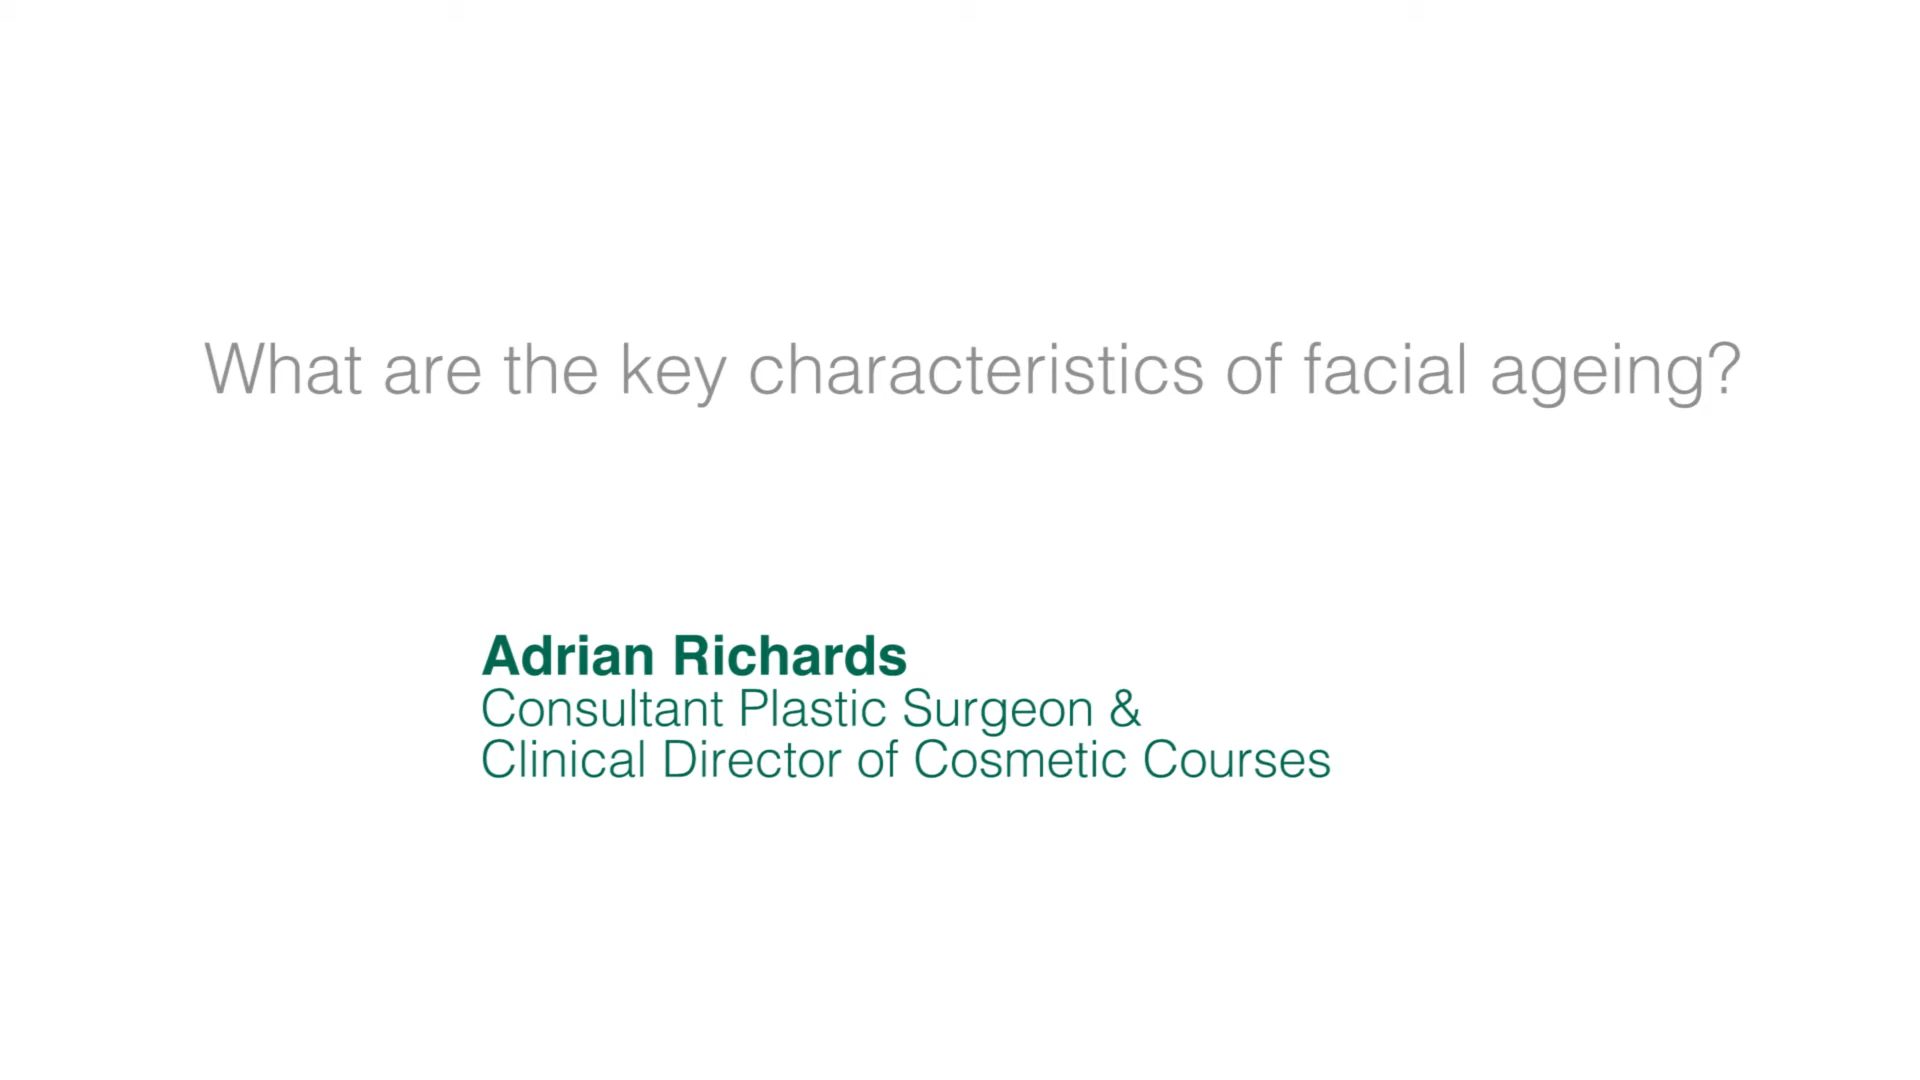 What are the key characteristics of facial ageing?
Adrian Richards
Consultant Plastic Surgeon &
Clinical Director of Cosmetic Courses